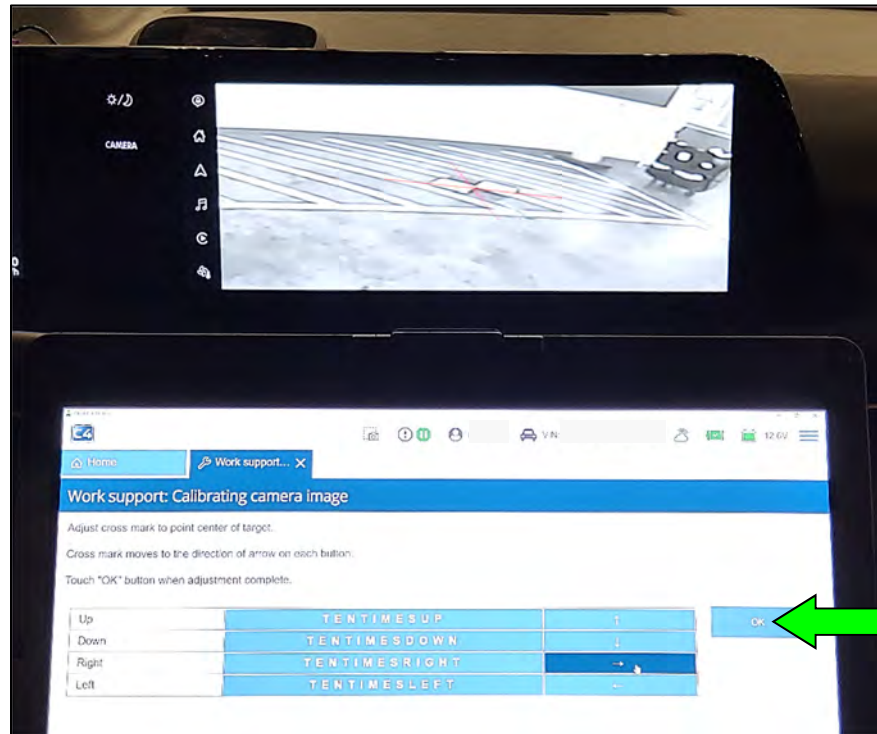 CAMERA
C4
VIN
12.6V
Home
Work support... X
Work support: Calibrating camera image
Adjust cross mark to point center of target.
Cross mark moves to the direction of arrow on each button.
Touch "OK" button when adjustment complete.
Up TENTIMESUP ↑ OK
Down TENTIMESDOWN ↓
Right TENTIMESRIGHT →
Left TENTIMESLEFT ←